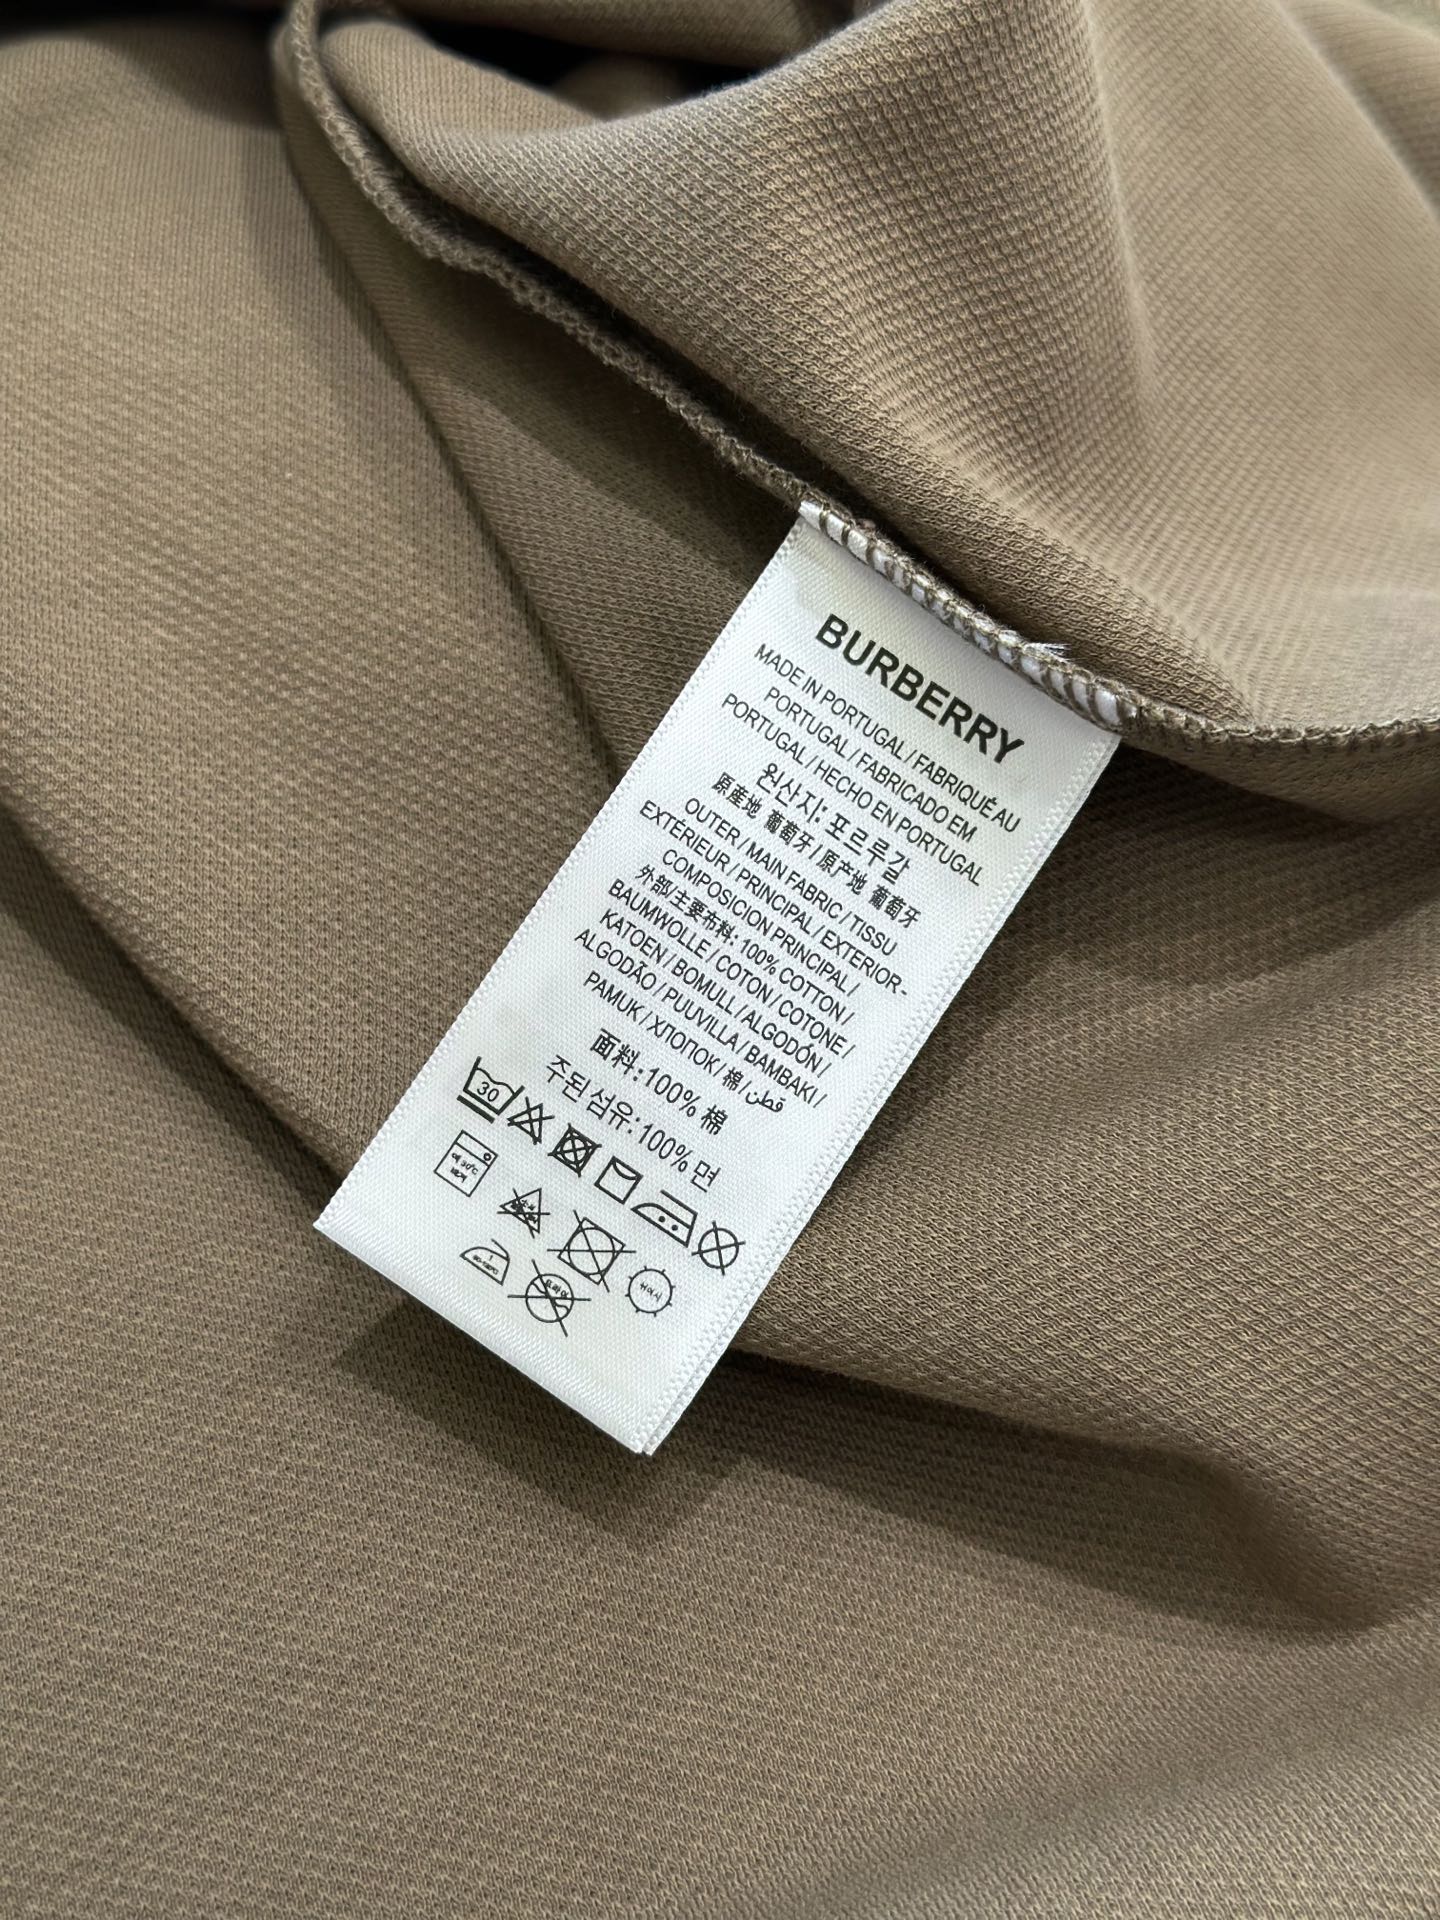 BURBERRY
MADE IN PORTUGAL / FABRIQUÉ AU
PORTUGAL / FABRICADO EM
PORTUGAL / HECHO EN PORTUGAL
원산지: 포르투갈
原産地 葡萄牙 / 原产地 葡萄牙
OUTER / MAIN FABRIC / TISSU
EXTÉRIEUR / PRINCIPAL / EXTERIOR-
COMPOSICION PRINCIPAL /
外部/主要布料: 100% COTTON /
BAUMWOLLE / COTON / COTONE /
KATOEN / BOMULL / ALGODÓN /
ALGODÃO / PUUVILLA / BAMBAKI /
PAMUK / ХЛОПОК / 棉 / قطن
面料: 100% 棉
주된 섬유: 100% 면
30